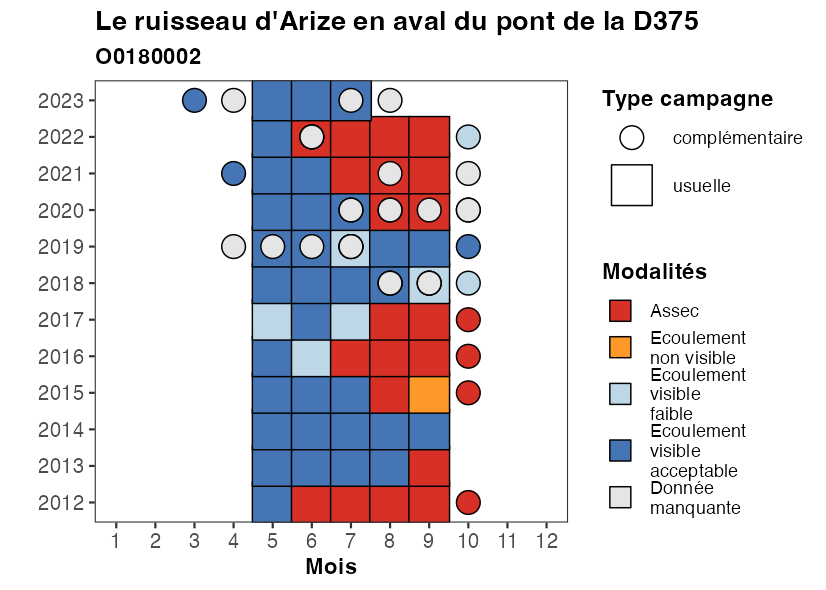 Le ruisseau d'Arize en aval du pont de la D375
O0180002
2023
2022
2021
2020
2019
2018
2017
2016
2015
2014
2013
2012
1 2 3 4 5 6 7 8 9 10 11 12
Mois
Type campagne
complémentaire
usuelle
Modalités
Assec
Ecoulement
non visible
Ecoulement
visible
faible
Ecoulement
visible
acceptable
Donnée
manquante